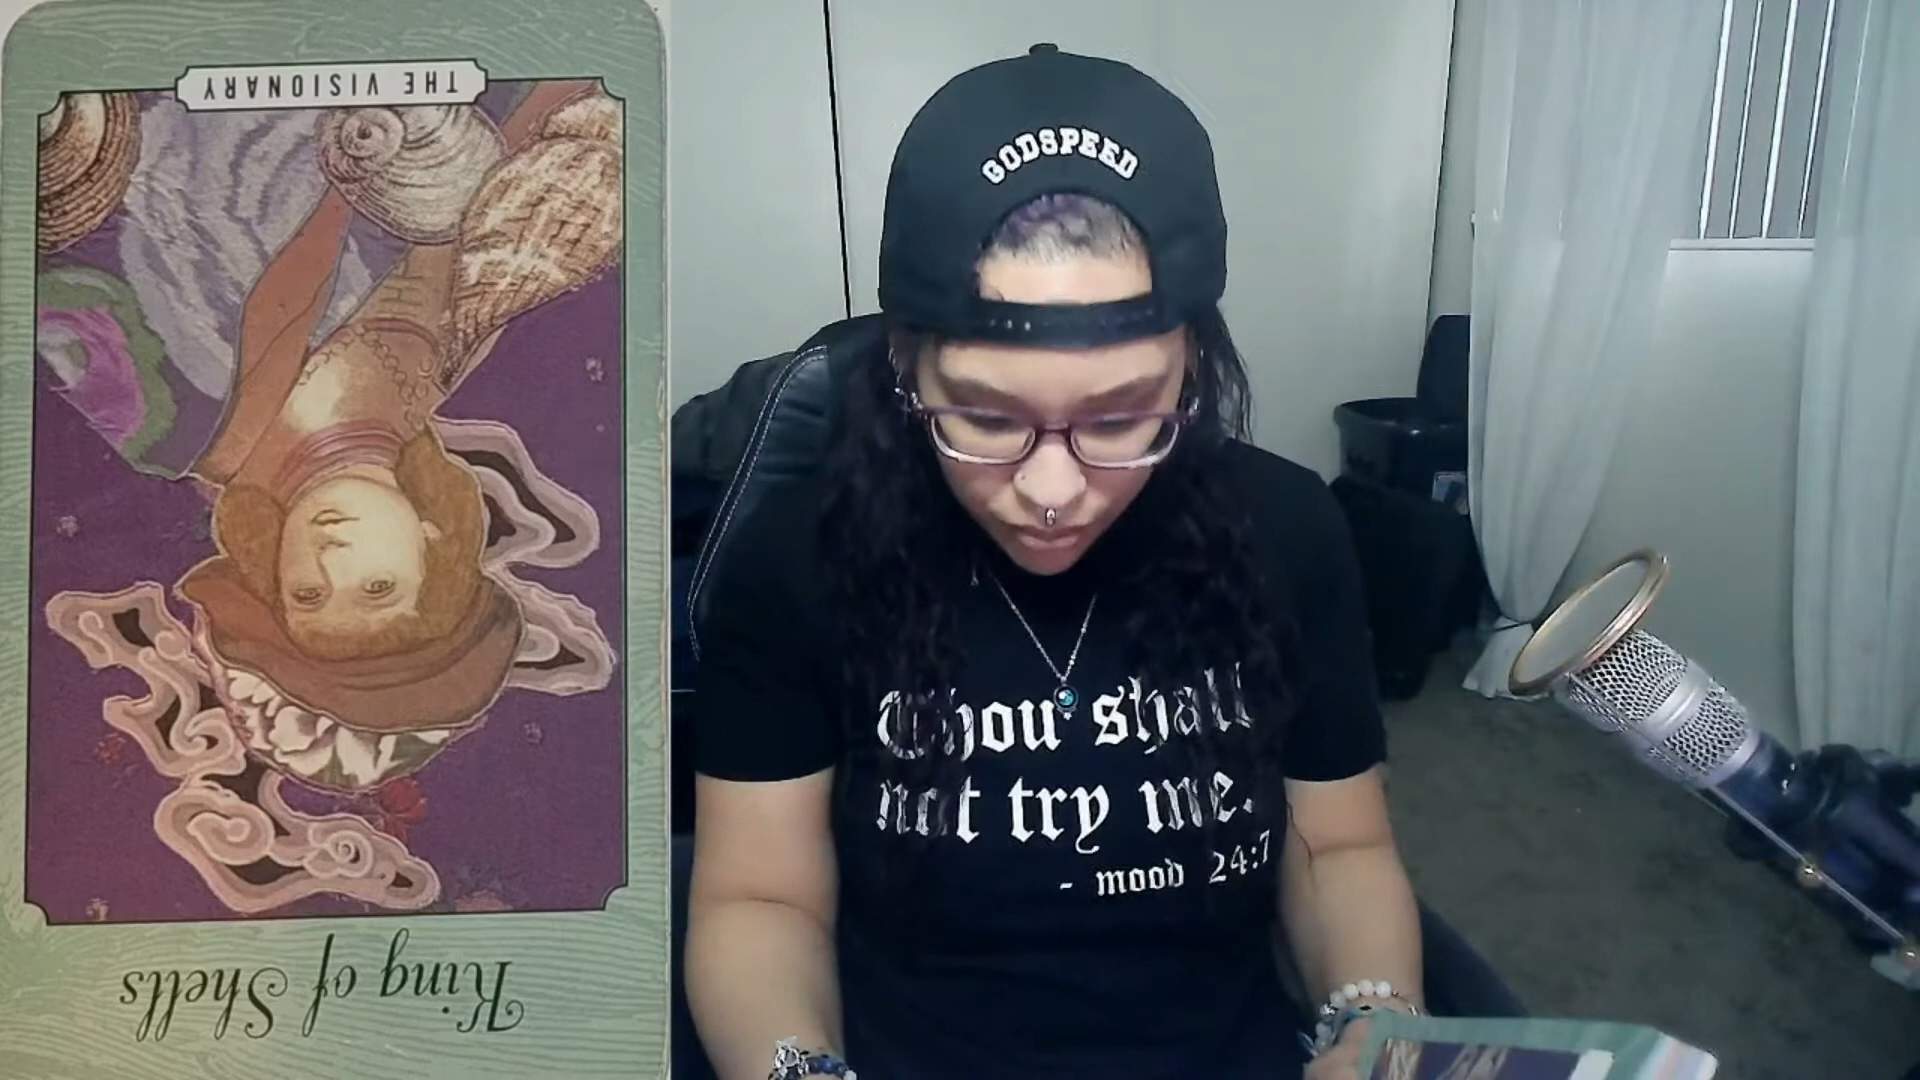 THE VISIONARY
King of Shells
GODSPEED
Thou shall
not try me.
- mood 24:7